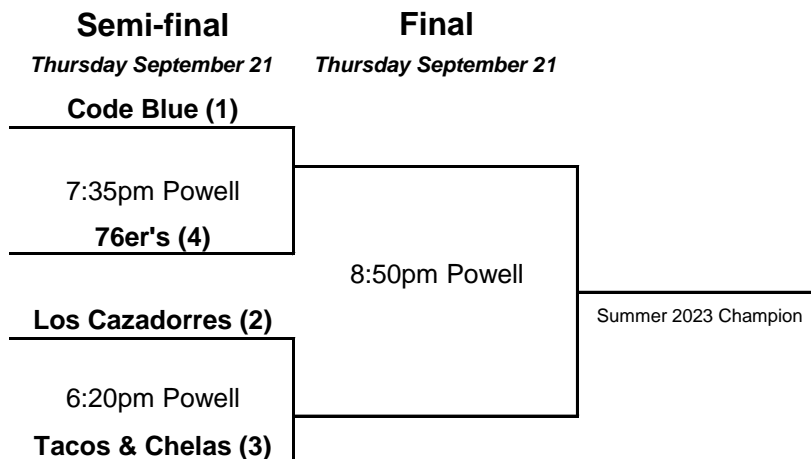 Semi-final
Final
Thursday September 21
Thursday September 21
Code Blue (1)
7:35pm Powell
76er's (4)
8:50pm Powell
Los Cazadorres (2)
Summer 2023 Champion
6:20pm Powell
Tacos & Chelas (3)